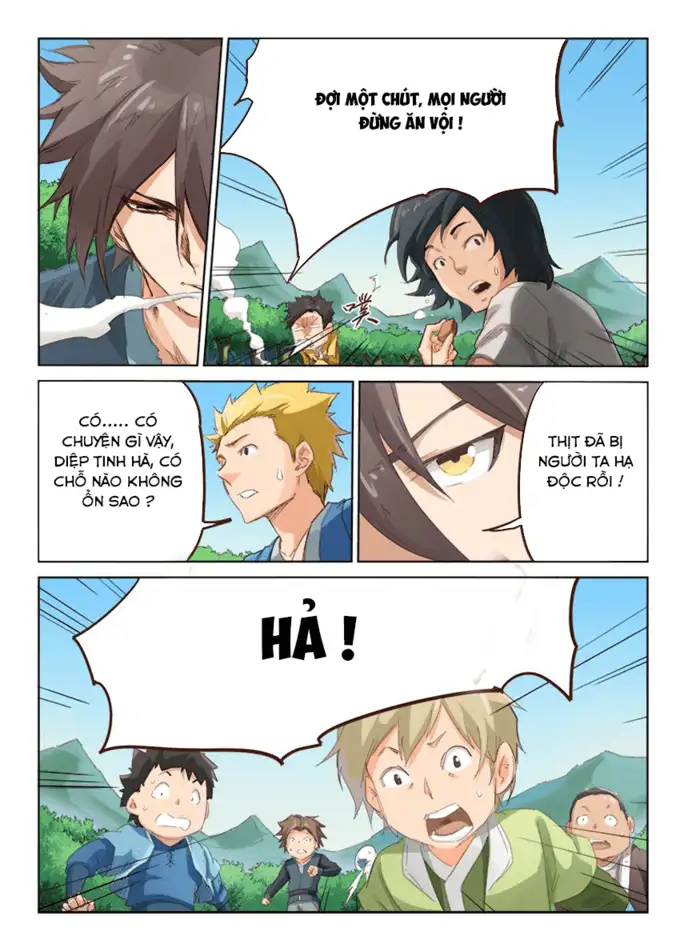 ĐỢI MỘT CHÚT, MỌI NGƯỜI
ĐỪNG ĂN VỘI !
噗
CÓ..... CÓ
CHUYỆN GÌ VẬY,
DIỆP TINH HÀ, CÓ
CHỖ NÀO KHÔNG
ỔN SAO ?
THỊT ĐÃ BỊ
NGƯỜI TA HẠ
ĐỘC RỒI !
HẢ !